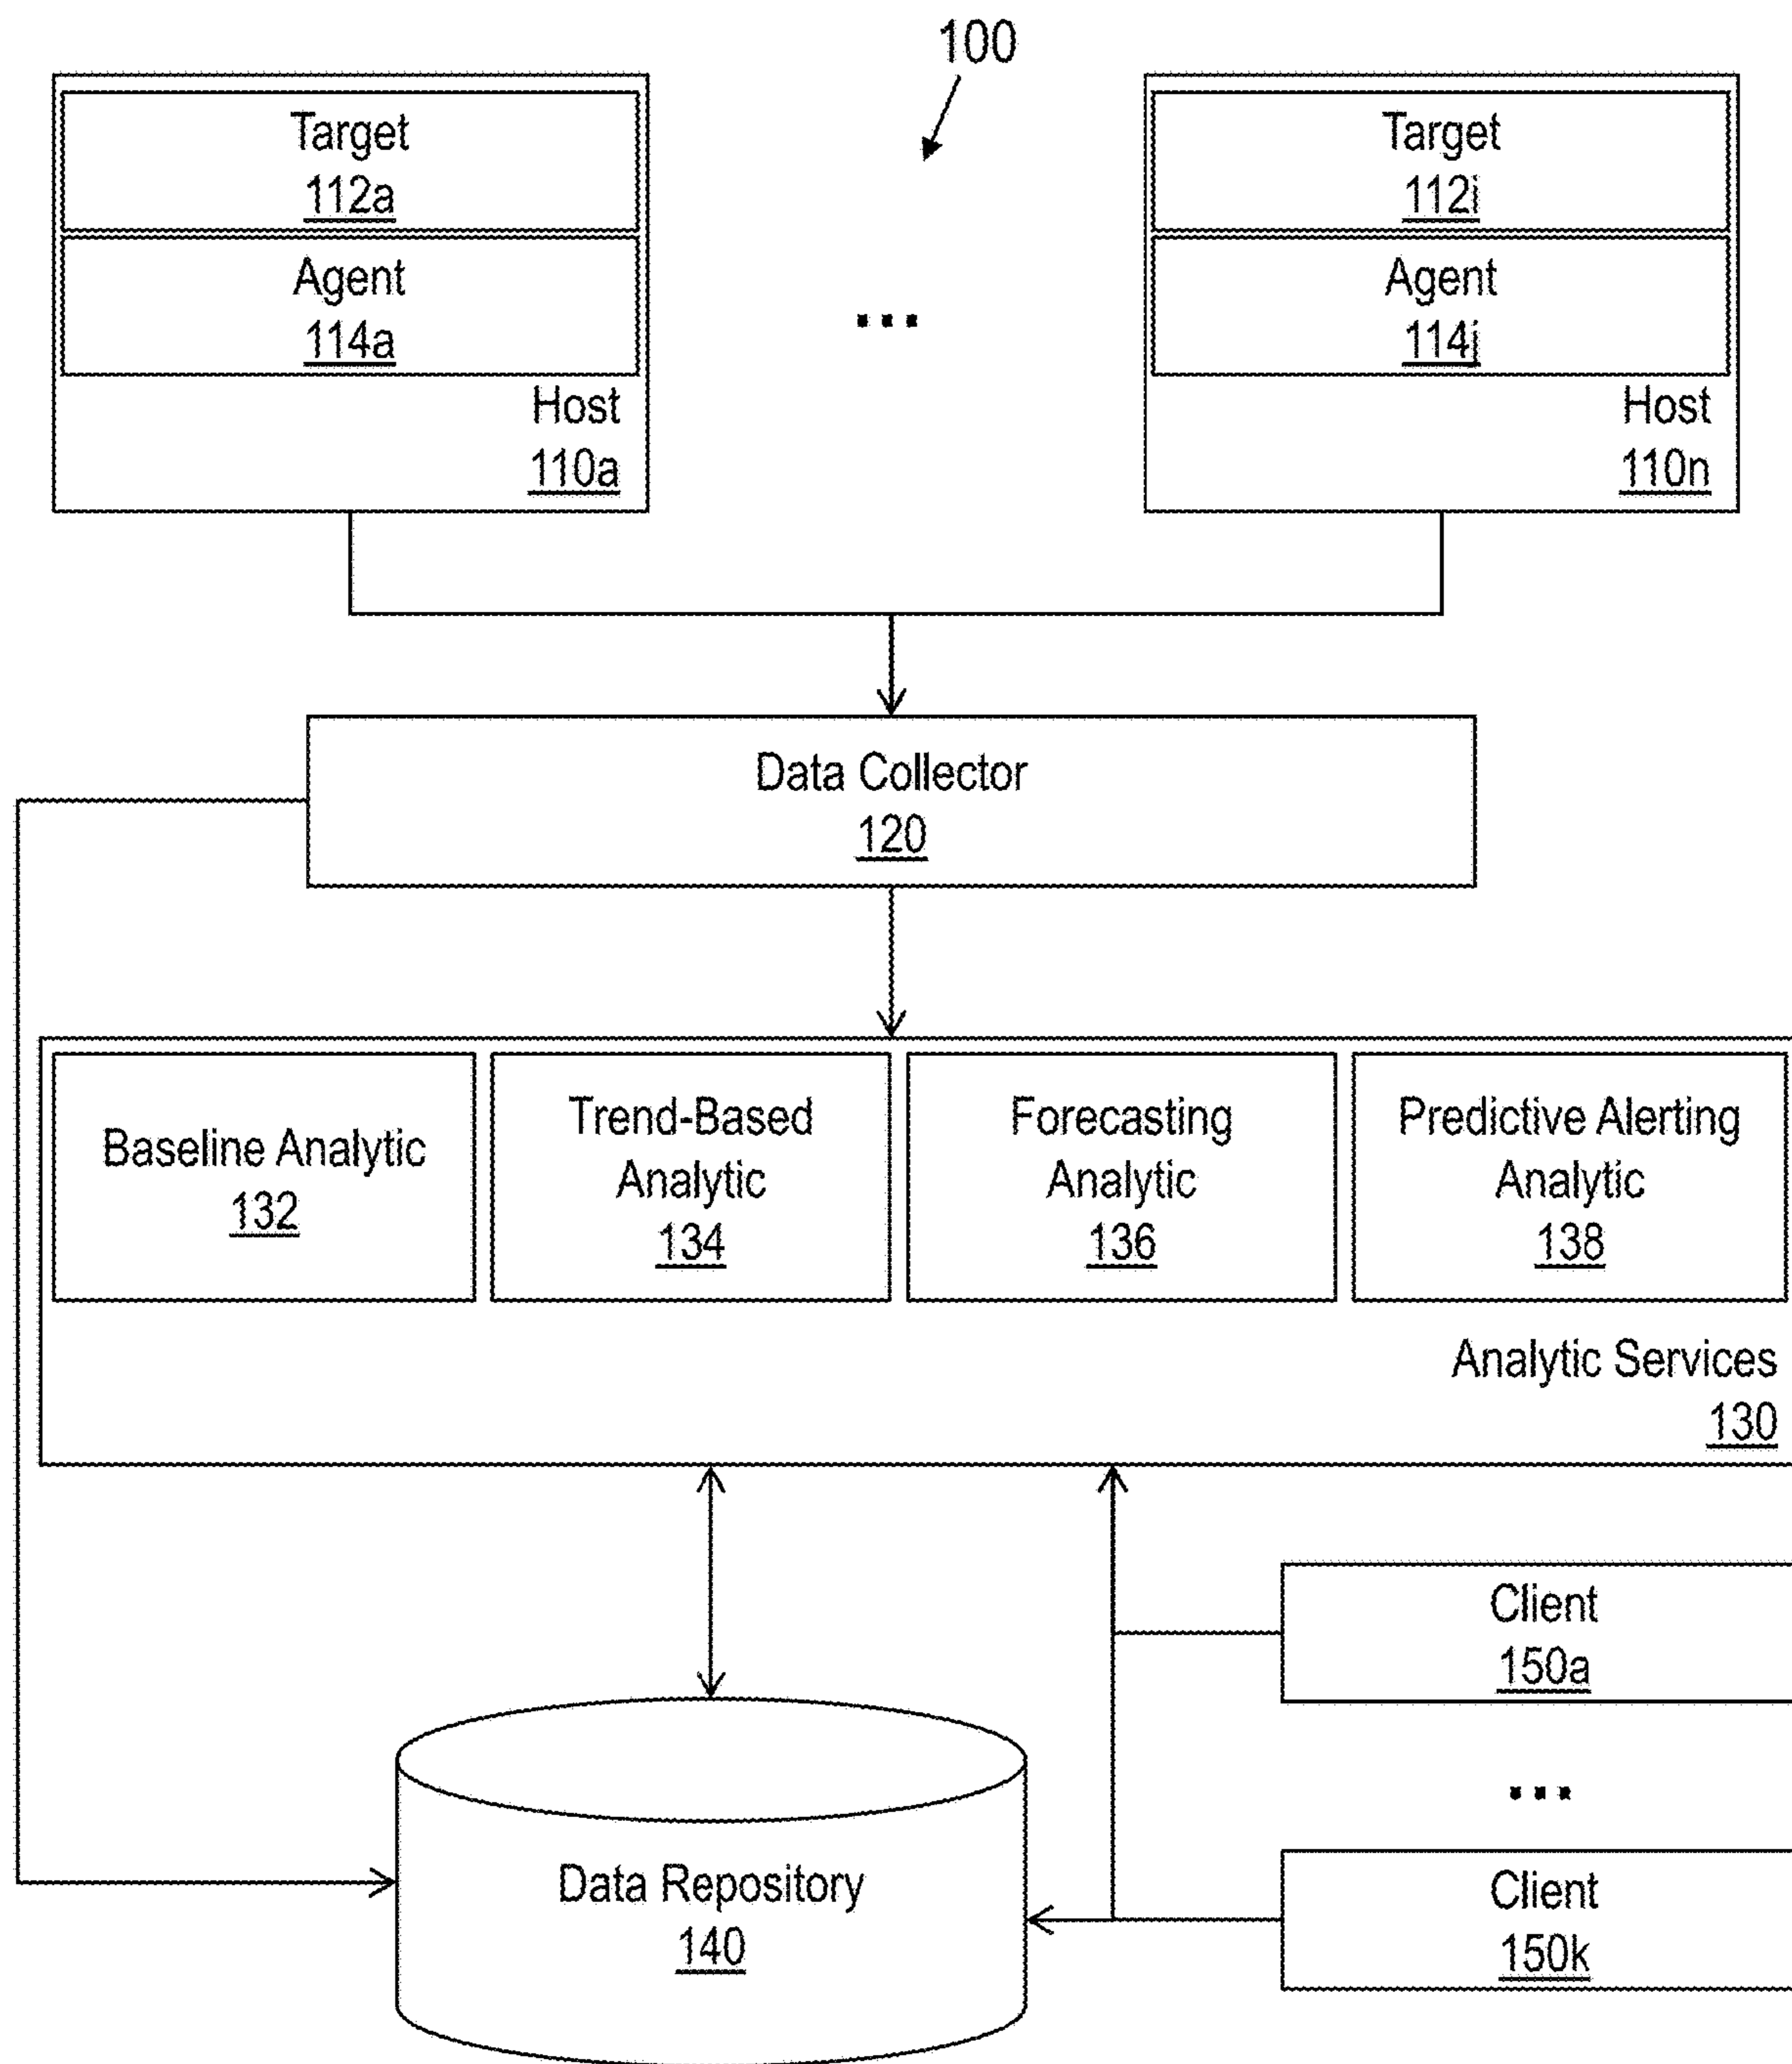 100
Target
112a
Agent
114a
Host
110a
...
Target
112i
Agent
114j
Host
110n
Data Collector
120
Baseline Analytic
132
Trend-Based
Analytic
134
Forecasting
Analytic
136
Predictive Alerting
Analytic
138
Analytic Services
130
Data Repository
140
Client
150a
...
Client
150k